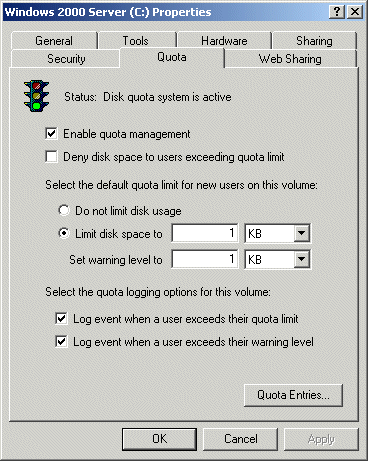 Windows 2000 Server (C:) Properties
General Tools Hardware Sharing
Security Quota Web Sharing
Status: Disk quota system is active
Enable quota management
Deny disk space to users exceeding quota limit
Select the default quota limit for new users on this volume:
Do not limit disk usage
Limit disk space to 1 KB
Set warning level to 1 KB
Select the quota logging options for this volume:
Log event when a user exceeds their quota limit
Log event when a user exceeds their warning level
Quota Entries...
OK Cancel Apply